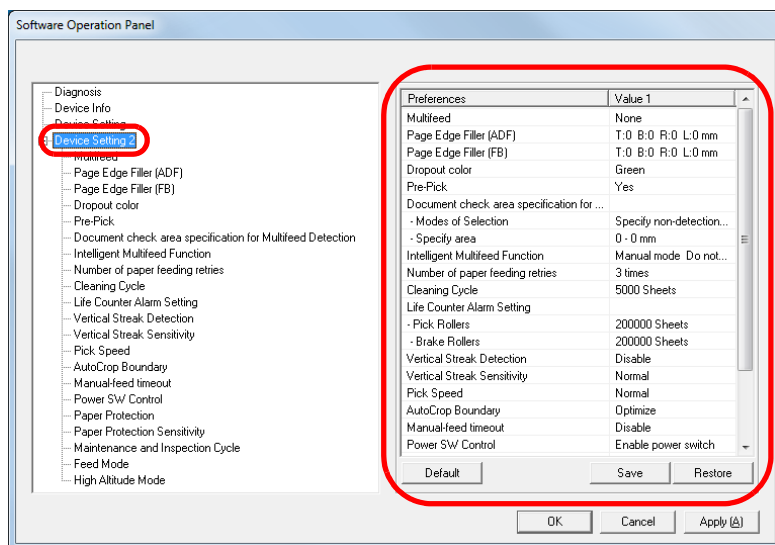 Software Operation Panel
Diagnosis
Device Info
Device Setting
Device Setting 2
Multifeed
Page Edge Filler (ADF)
Page Edge Filler (FB)
Dropout color
Pre-Pick
Document check area specification for Multifeed Detection
Intelligent Multifeed Function
Number of paper feeding retries
Cleaning Cycle
Life Counter Alarm Setting
Vertical Streak Detection
Vertical Streak Sensitivity
Pick Speed
AutoCrop Boundary
Manual-feed timeout
Power SW Control
Paper Protection
Paper Protection Sensitivity
Maintenance and Inspection Cycle
Feed Mode
High Altitude Mode
Preferences Value 1
Multifeed None
Page Edge Filler (ADF) T:0 B:0 R:0 L:0 mm
Page Edge Filler (FB) T:0 B:0 R:0 L:0 mm
Dropout color Green
Pre-Pick Yes
Document check area specification for ...
- Modes of Selection Specify non-detection...
- Specify area 0 - 0 mm
Intelligent Multifeed Function Manual mode Do not...
Number of paper feeding retries 3 times
Cleaning Cycle 5000 Sheets
Life Counter Alarm Setting
- Pick Rollers 200000 Sheets
- Brake Rollers 200000 Sheets
Vertical Streak Detection Disable
Vertical Streak Sensitivity Normal
Pick Speed Normal
AutoCrop Boundary Optimize
Manual-feed timeout Disable
Power SW Control Enable power switch
Default Save Restore
OK Cancel Apply (A)